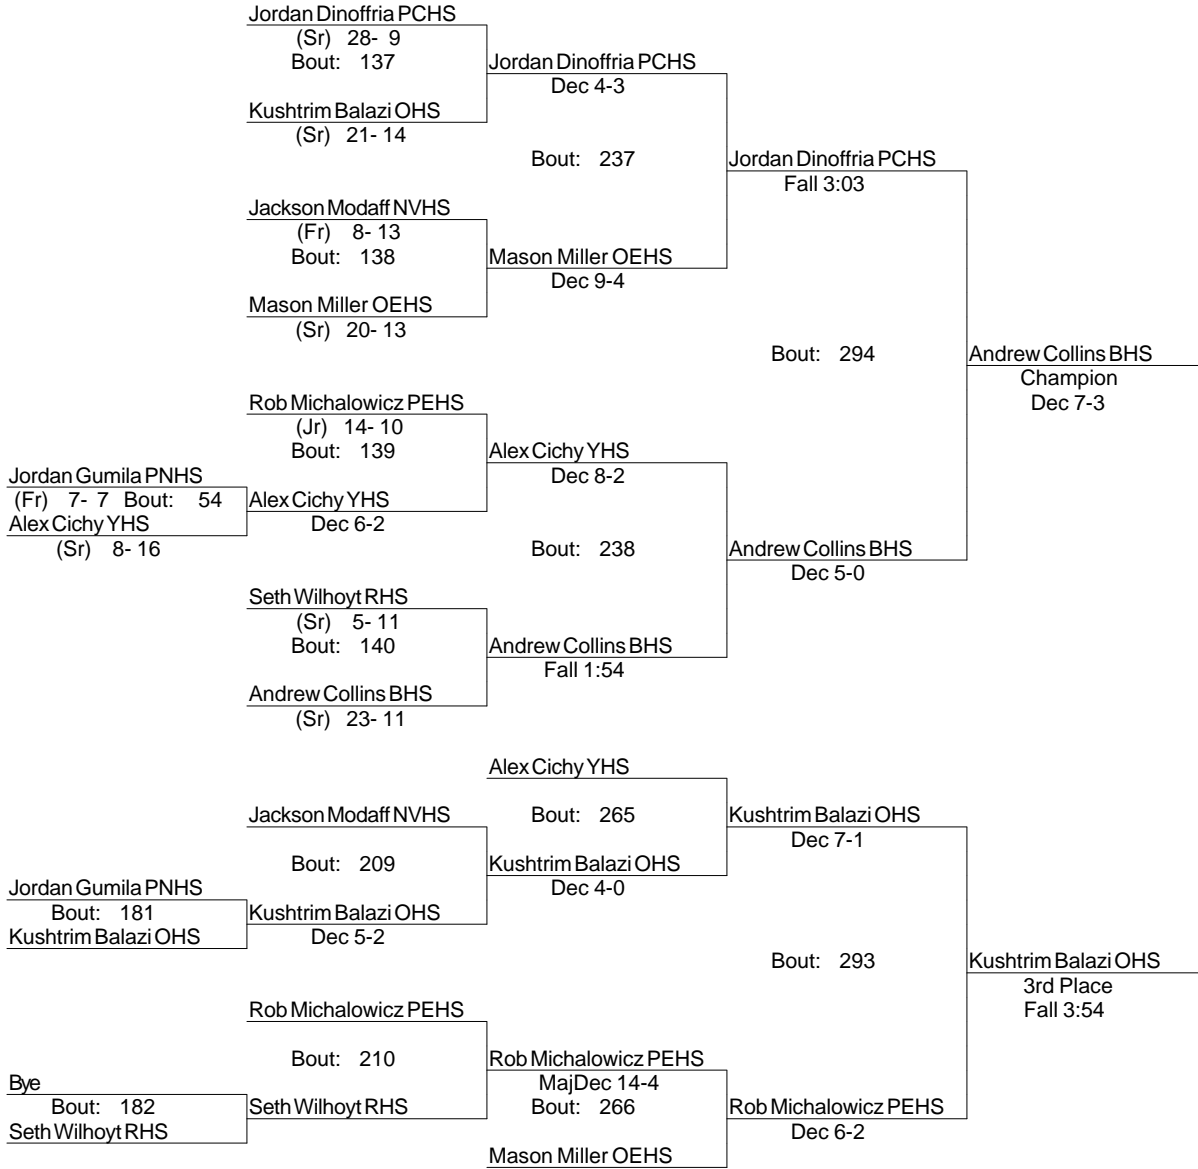 Jordan Dinoffria PCHS
(Sr) 28- 9
Bout: 137
Jordan Dinoffria PCHS
Dec 4-3
Kushtrim Balazi OHS
(Sr) 21- 14
Bout: 237
Jordan Dinoffria PCHS
Fall 3:03
Jackson Modaff NVHS
(Fr) 8- 13
Bout: 138
Mason Miller OEHS
Dec 9-4
Mason Miller OEHS
(Sr) 20- 13
Bout: 294
Andrew Collins BHS
Champion
Dec 7-3
Rob Michalowicz PEHS
(Jr) 14- 10
Bout: 139
Alex Cichy YHS
Dec 8-2
Jordan Gumila PNHS
(Fr) 7- 7 Bout: 54
Alex Cichy YHS
(Sr) 8- 16
Alex Cichy YHS
Dec 6-2
Bout: 238
Andrew Collins BHS
Dec 5-0
Seth Wilhoyt RHS
(Sr) 5- 11
Bout: 140
Andrew Collins BHS
Fall 1:54
Andrew Collins BHS
(Sr) 23- 11
Alex Cichy YHS
Bout: 265
Kushtrim Balazi OHS
Dec 7-1
Jackson Modaff NVHS
Bout: 209
Kushtrim Balazi OHS
Dec 4-0
Jordan Gumila PNHS
Bout: 181
Kushtrim Balazi OHS
Kushtrim Balazi OHS
Dec 5-2
Bout: 293
Kushtrim Balazi OHS
3rd Place
Fall 3:54
Rob Michalowicz PEHS
Bout: 210
Rob Michalowicz PEHS
MajDec 14-4
Bye
Bout: 182
Seth Wilhoyt RHS
Seth Wilhoyt RHS
Bout: 266
Rob Michalowicz PEHS
Dec 6-2
Mason Miller OEHS